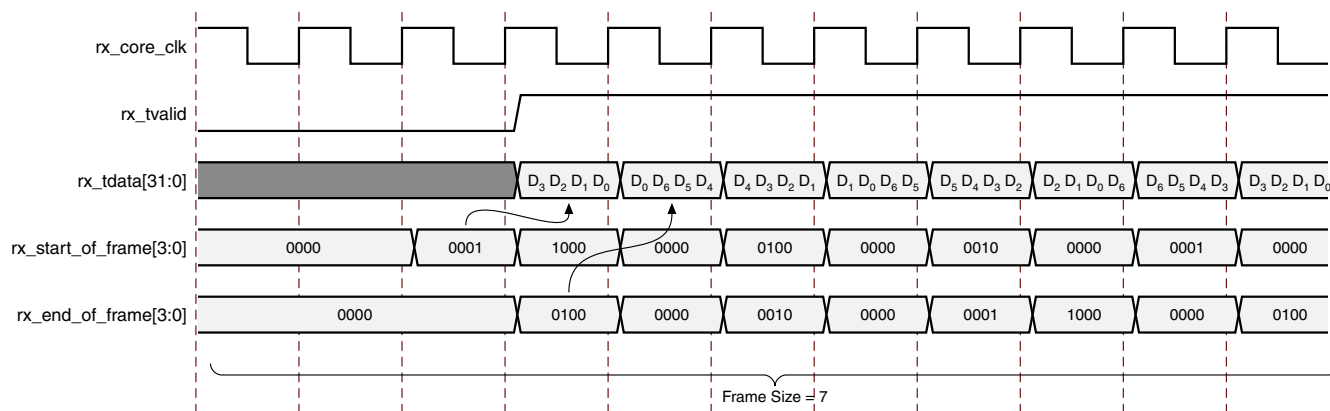 rx_core_clk
rx_tvalid
rx_tdata[31:0] D₃ D₂ D₁ D₀ D₀ D₆ D₅ D₄ D₄ D₃ D₂ D₁ D₁ D₀ D₆ D₅ D₅ D₄ D₃ D₂ D₂ D₁ D₀ D₆ D₆ D₅ D₄ D₃ D₃ D₂ D₁ D₀
rx_start_of_frame[3:0] 0000 0001 1000 0000 0100 0000 0010 0000 0001 0000
rx_end_of_frame[3:0] 0000 0100 0000 0010 0000 0001 1000 0000 0100
Frame Size = 7